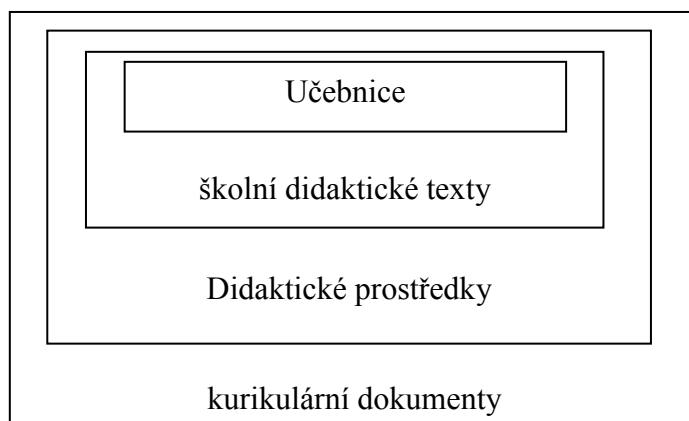 Učebnice
školní didaktické texty
Didaktické prostředky
kurikulární dokumenty